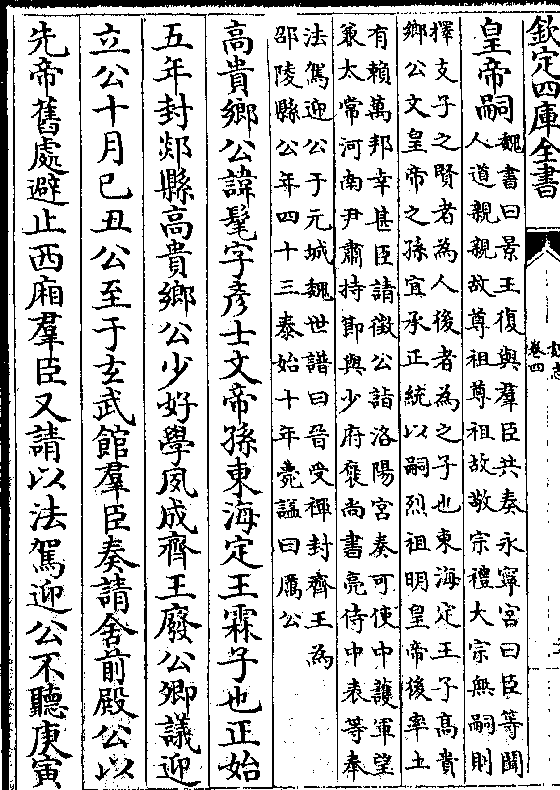 欽定四庫全書
卷四
皇帝嗣
魏書曰景王復與羣臣共奏永寧宫曰臣等聞
人道親親故尊祖尊祖故敬宗禮大宗無嗣則
擇支子之賢者為人後者為之子也東海定王子髙貴
鄉公文皇帝之孫宜承正統以嗣烈祖明皇帝後率土
有賴萬邦幸甚臣請徵公詣洛陽宫奏可使中護軍望
兼太常河南尹肅持節與少府袤尚書亮侍中表等奉
法駕迎公于元城魏世譜曰晉受禪封齊王為
邵陵縣公年四十三泰始十年薨諡曰厲公
高貴鄉公諱髦字彥士文帝孫東海定王霖子也正始
五年封郯縣高貴鄉公少好學夙成齊王廢公卿議迎
立公十月己丑公至于玄武館羣臣奏請舍前殿公以
先帝舊處避止西廂羣臣又請以法駕迎公不聽庚寅